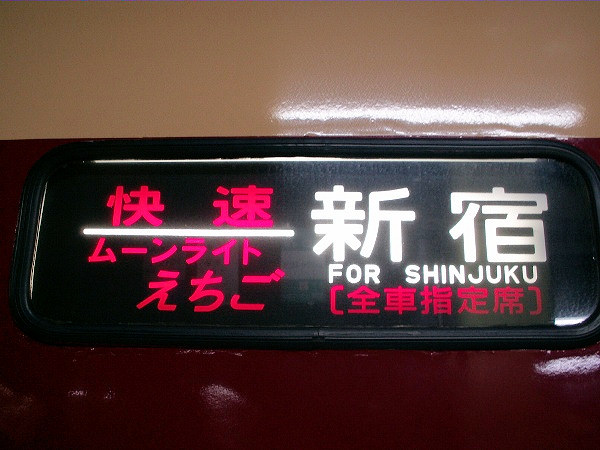 快速
ムーンライト
えちご
新宿
FOR SHINJUKU
[全車指定席]